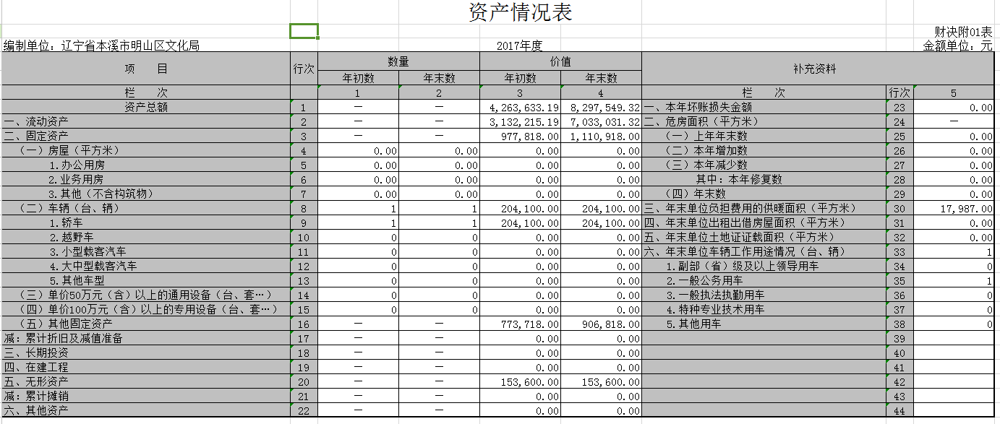 资产情况表
财决附01表
编制单位：辽宁省本溪市明山区文化局 2017年度 金额单位：元
项 目 行次 数量 价值 补充资料
年初数 年末数 年初数 年末数
栏 次 1 2 3 4 栏 次 行次 5
资产总额 1 — — 4,263,633.19 8,297,549.32 一、本年坏账损失金额 23 0.00
一、流动资产 2 — — 3,132,215.19 7,033,031.32 二、危房面积（平方米） 24 —
二、固定资产 3 — — 977,818.00 1,110,918.00 （一）上年年末数 25 0.00
（一）房屋（平方米） 4 0.00 0.00 0.00 0.00 （二）本年增加数 26 0.00
1.办公用房 5 0.00 0.00 0.00 0.00 （三）本年减少数 27 0.00
2.业务用房 6 0.00 0.00 0.00 0.00 其中：本年修复数 28 0.00
3.其他（不含构筑物） 7 0.00 0.00 0.00 0.00 （四）年末数 29 0.00
（二）车辆（台、辆） 8 1 1 204,100.00 204,100.00 三、年末单位负担费用的供暖面积（平方米） 30 17,987.00
1.轿车 9 1 1 204,100.00 204,100.00 四、年末单位出租出借房屋面积（平方米） 31 0.00
2.越野车 10 0 0 0.00 0.00 五、年末单位土地证证载面积（平方米） 32 0.00
3.小型载客汽车 11 0 0 0.00 0.00 六、年末单位车辆工作用途情况（台、辆） 33 1
4.大中型载客汽车 12 0 0 0.00 0.00 1.副部（省）级及以上领导用车 34 0
5.其他车型 13 0 0 0.00 0.00 2.一般公务用车 35 1
（三）单价50万元（含）以上的通用设备（台、套…） 14 0 0 0.00 0.00 3.一般执法执勤用车 36 0
（四）单价100万元（含）以上的专用设备（台、套…） 15 0 0 0.00 0.00 4.特种专业技术用车 37 0
（五）其他固定资产 16 — — 773,718.00 906,818.00 5.其他用车 38 0
减：累计折旧及减值准备 17 — — 0.00 0.00 39
三、长期投资 18 — — 0.00 0.00 40
四、在建工程 19 — — 0.00 0.00 41
五、无形资产 20 — — 153,600.00 153,600.00 42
减：累计摊销 21 — — 0.00 0.00 43
六、其他资产 22 — — 0.00 0.00 44